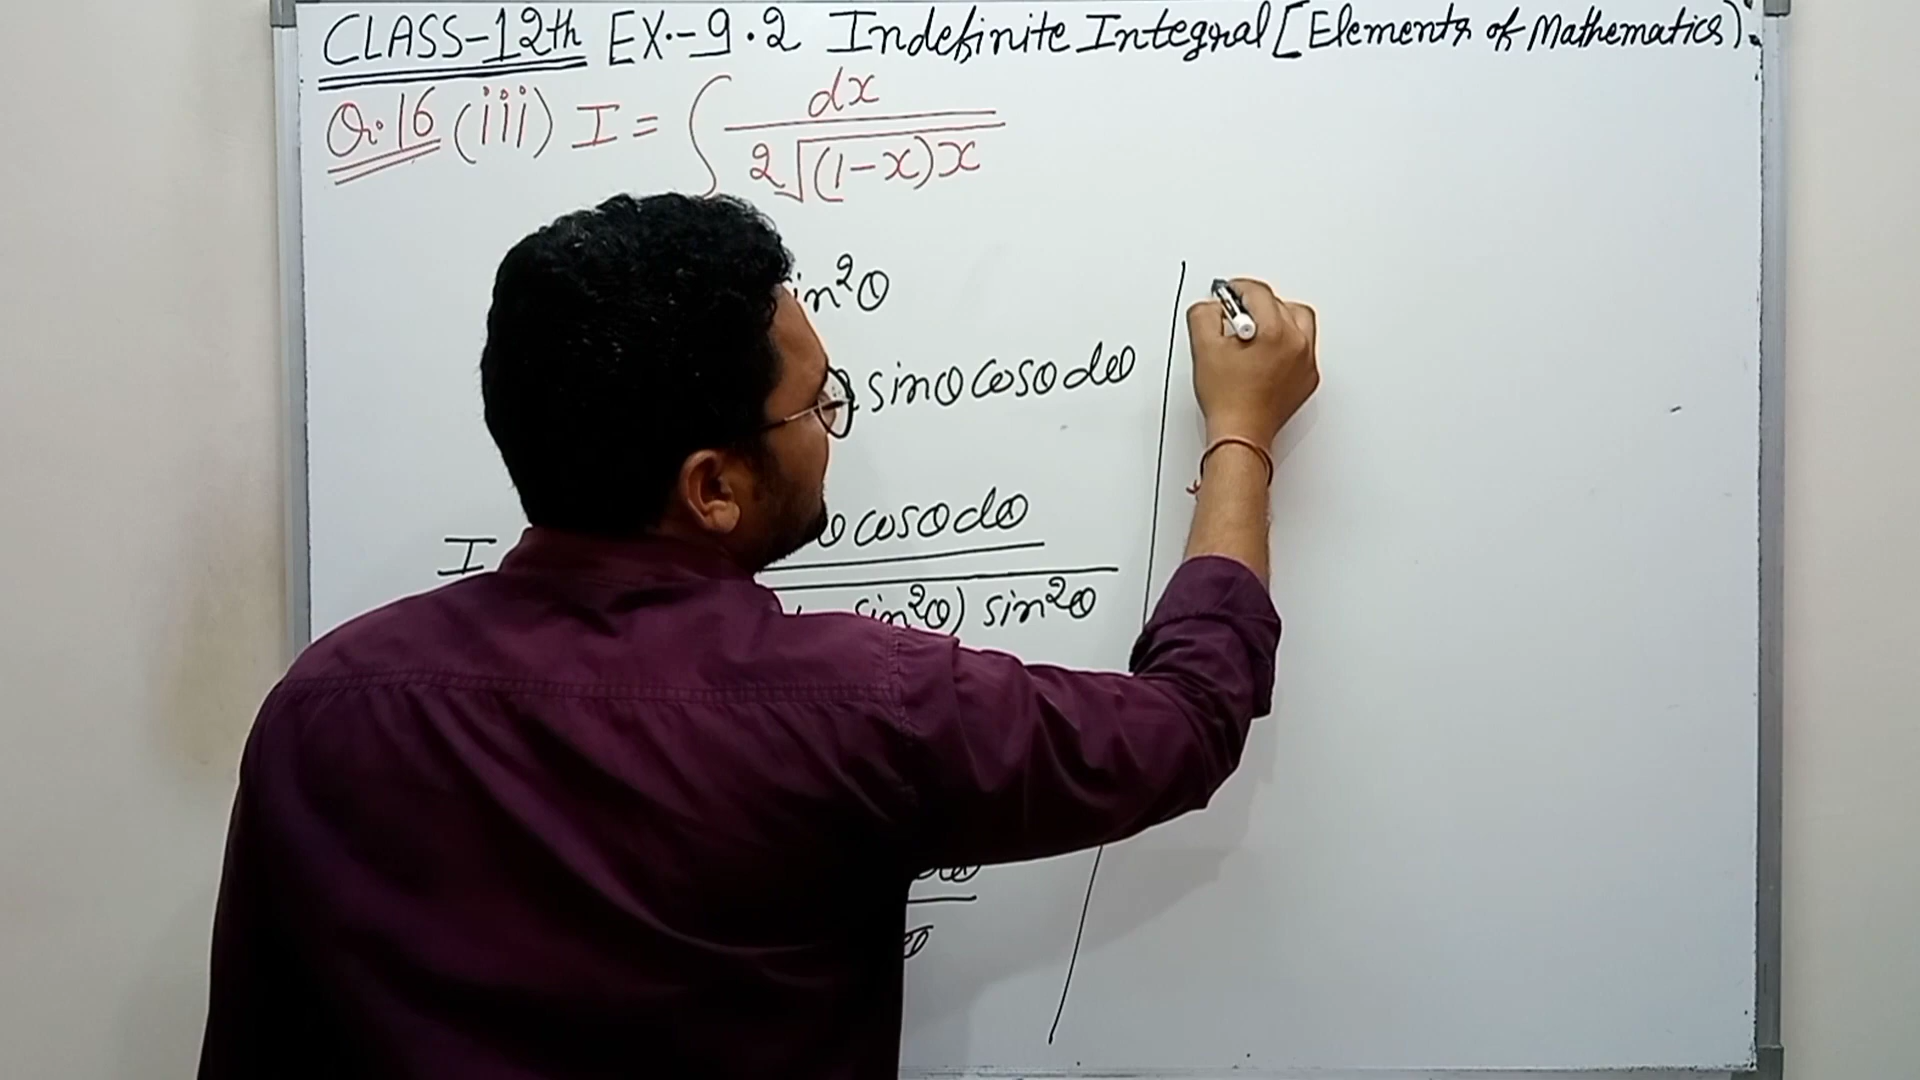 CLASS-12th EX.-9.2 Indefinite Integral [Elements of Mathematics]
Q.16 (iii) I = ∫ dx / 2√(1-x)x
in²θ
sinθ cosθ dθ
I
θ cosθ dθ
sin²θ) sin²θ